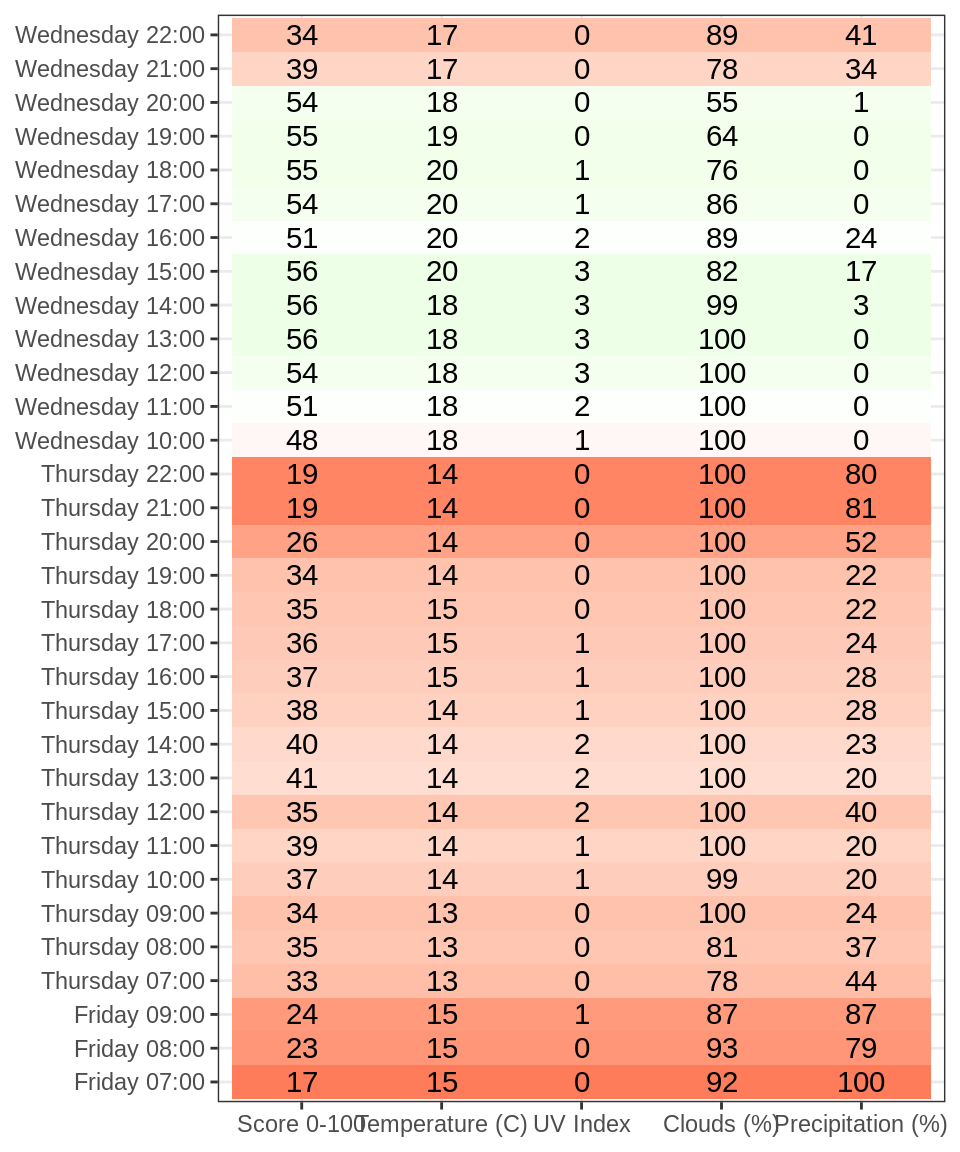 Wednesday 22:00 34 17 0 89 41
Wednesday 21:00 39 17 0 78 34
Wednesday 20:00 54 18 0 55 1
Wednesday 19:00 55 19 0 64 0
Wednesday 18:00 55 20 1 76 0
Wednesday 17:00 54 20 1 86 0
Wednesday 16:00 51 20 2 89 24
Wednesday 15:00 56 20 3 82 17
Wednesday 14:00 56 18 3 99 3
Wednesday 13:00 56 18 3 100 0
Wednesday 12:00 54 18 3 100 0
Wednesday 11:00 51 18 2 100 0
Wednesday 10:00 48 18 1 100 0
Thursday 22:00 19 14 0 100 80
Thursday 21:00 19 14 0 100 81
Thursday 20:00 26 14 0 100 52
Thursday 19:00 34 14 0 100 22
Thursday 18:00 35 15 0 100 22
Thursday 17:00 36 15 1 100 24
Thursday 16:00 37 15 1 100 28
Thursday 15:00 38 14 1 100 28
Thursday 14:00 40 14 2 100 23
Thursday 13:00 41 14 2 100 20
Thursday 12:00 35 14 2 100 40
Thursday 11:00 39 14 1 100 20
Thursday 10:00 37 14 1 99 20
Thursday 09:00 34 13 0 100 24
Thursday 08:00 35 13 0 81 37
Thursday 07:00 33 13 0 78 44
Friday 09:00 24 15 1 87 87
Friday 08:00 23 15 0 93 79
Friday 07:00 17 15 0 92 100
Score 0-100 Temperature (C) UV Index Clouds (%) Precipitation (%)